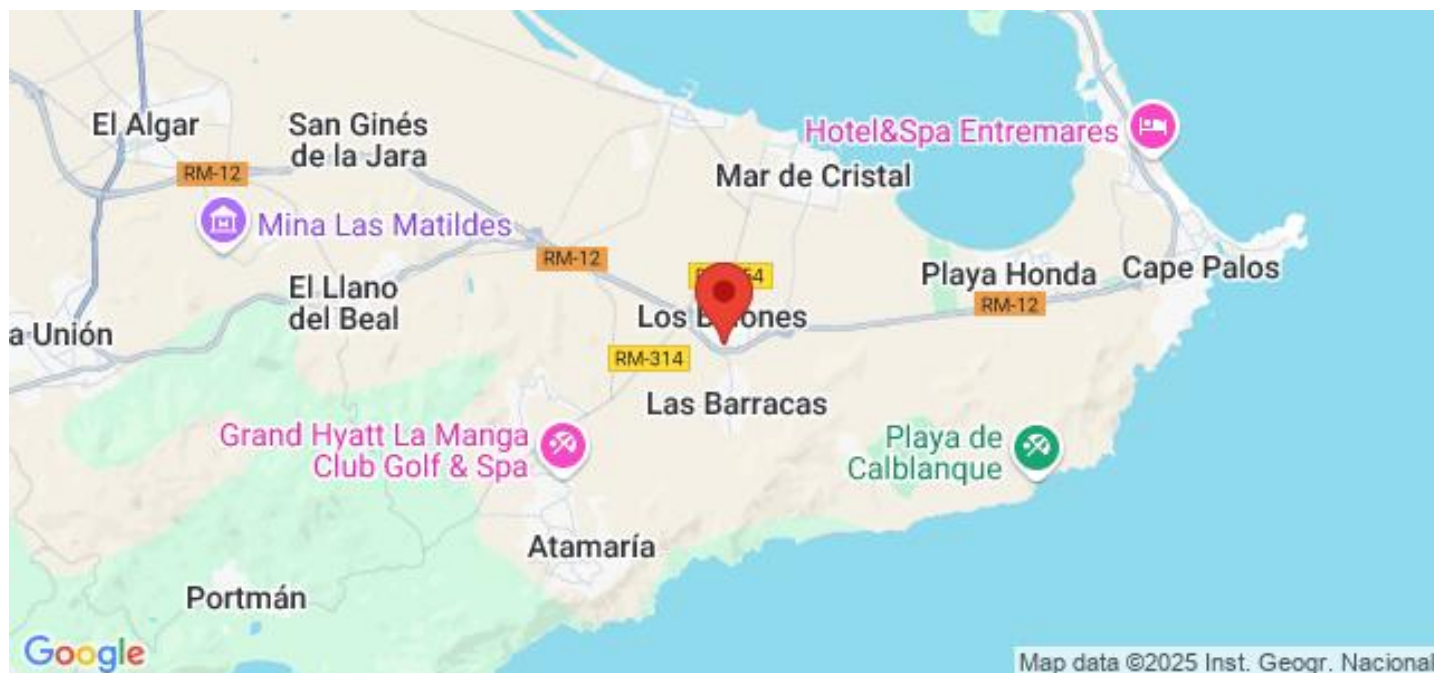 El Algar
San Ginés
de la Jara
RM-12
Hotel&Spa Entremares
Mar de Cristal
Mina Las Matildes
RM-12
El Llano
del Beal
Playa Honda
Cape Palos
RM-12
a Unión
Los
RM-314
Las Barracas
Grand Hyatt La Manga
Club Golf & Spa
Playa de
Calblanque
Atamaría
Portmán
Google
Map data ©2025 Inst. Geogr. Nacional